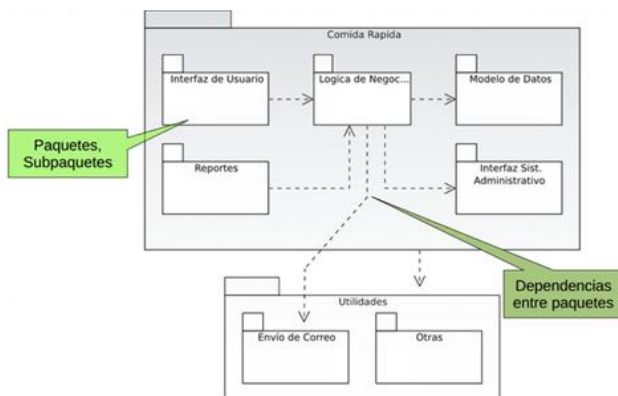 Comida Rapida
Interfaz de Usuario
Logica de Negoc...
Modelo de Datos
Paquetes,
Subpaquetes
Reportes
Interfaz Sist.
Administrativo
Dependencias
entre paquetes
Utilidades
Envío de Correo
Otras